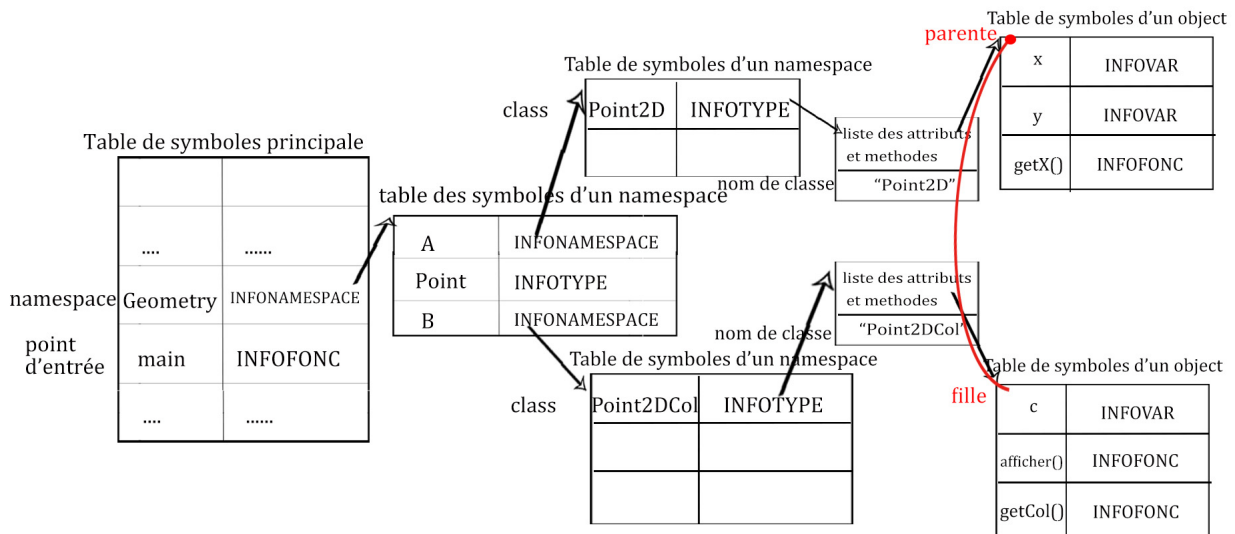 Table de symboles principale
....
......
namespace
Geometry
INFONAMESPACE
point
d'entrée
main
INFOFONC
....
......
table des symboles d'un namespace
A
INFONAMESPACE
Point
INFOTYPE
B
INFONAMESPACE
Table de symboles d'un namespace
class
Point2D
INFOTYPE
liste des attributs
et methodes
nom de classe
“Point2D”
parente
Table de symboles d'un object
x
INFOVAR
y
INFOVAR
getX()
INFOFONC
Table de symboles d'un namespace
class
Point2DCol
INFOTYPE
liste des attributs
et methodes
nom de classe
“Point2DCol”
fille
Table de symboles d'un object
c
INFOVAR
afficher()
INFOFONC
getCol()
INFOFONC